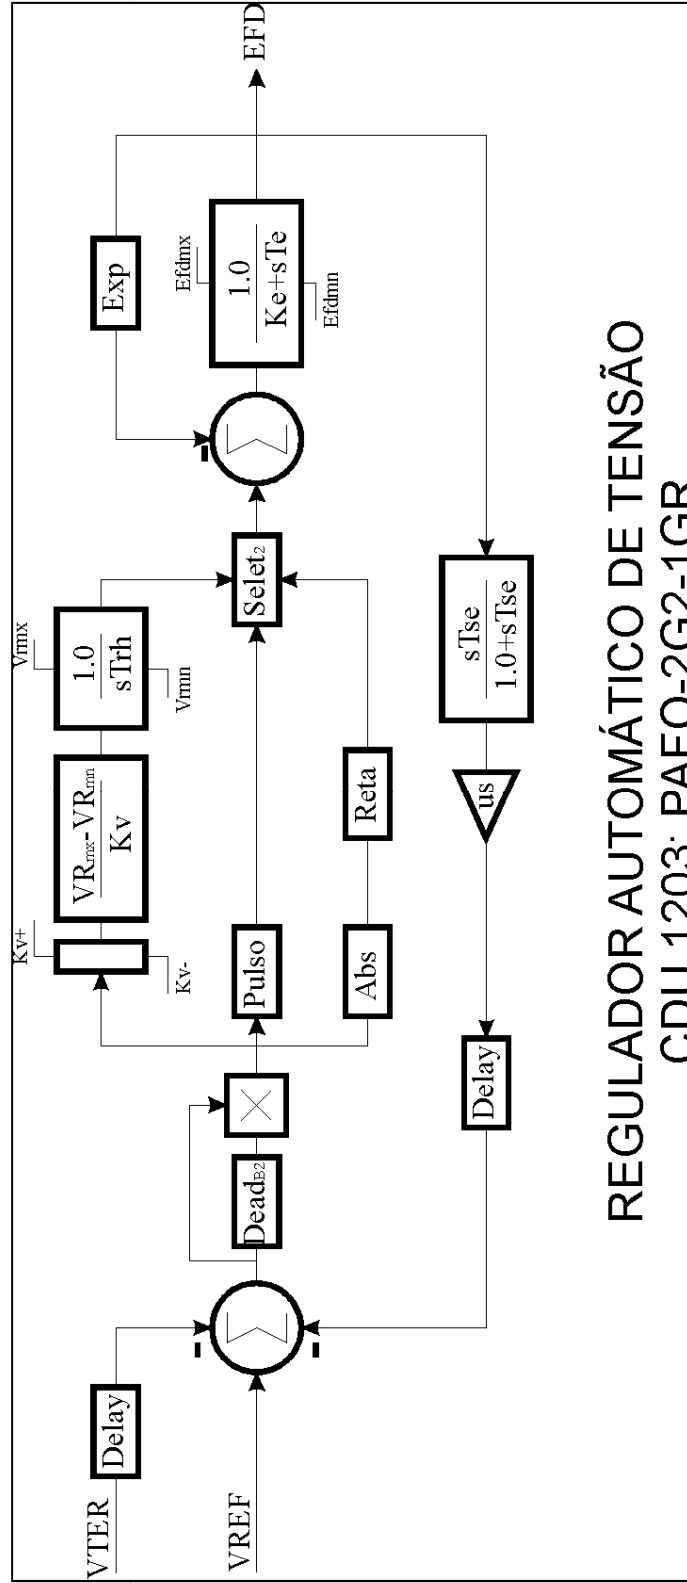 VTER
Delay
VREF
Σ
Dead B2
×
Kv+
Kv-
VRmx-VRmn
Kv
Vrmx
1.0
sTrh
Vrmn
Pulso
Abs
Reta
Selet2
Σ
Exp
Efdmx
1.0
Ke+sTe
Efdmn
EFD
sTse
1.0+sTse
us
Delay
REGULADOR AUTOMÁTICO DE TENSÃO
CDU 1203: PAFO-2G2-1GR